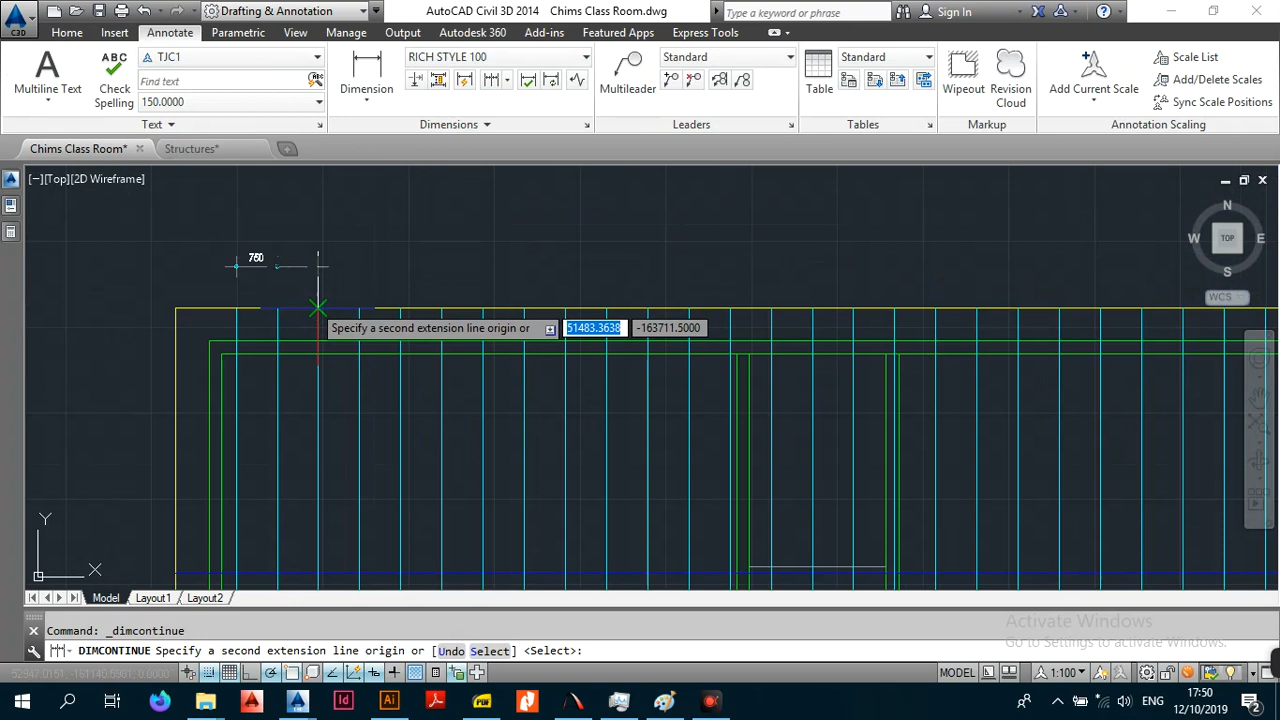 Drafting & Annotation
AutoCAD Civil 3D 2014 Chims Class Room.dwg
Type a keyword or phrase
Sign In
C3D
Home Insert Annotate Parametric View Manage Output Add-ins Autodesk 360 Featured Apps Express Tools
A Multiline Text
ABC Check Spelling
TJC1
Find text
150.0000
Text
Dimension
RICH STYLE 100
Dimensions
Multileader
Standard
Leaders
Table
Standard
Tables
Wipeout
Revision Cloud
Markup
Add Current Scale
Scale List
Add/Delete Scales
Sync Scale Positions
Annotation Scaling
Chims Class Room*
Structures*
[−][Top][2D Wireframe]
N
W TOP E
S
WCS
Specify a second extension line origin or 51483.3638 -163711.5000
Y
X
Model Layout1 Layout2
Activate Windows
Go to Settings to activate Windows.
Command: _dimcontinue
DIMCONTINUE Specify a second extension line origin or [Undo Select] <Select>:
MODEL
1:100
Id
Ai
PDF
ENG
17:50
12/10/2019
2